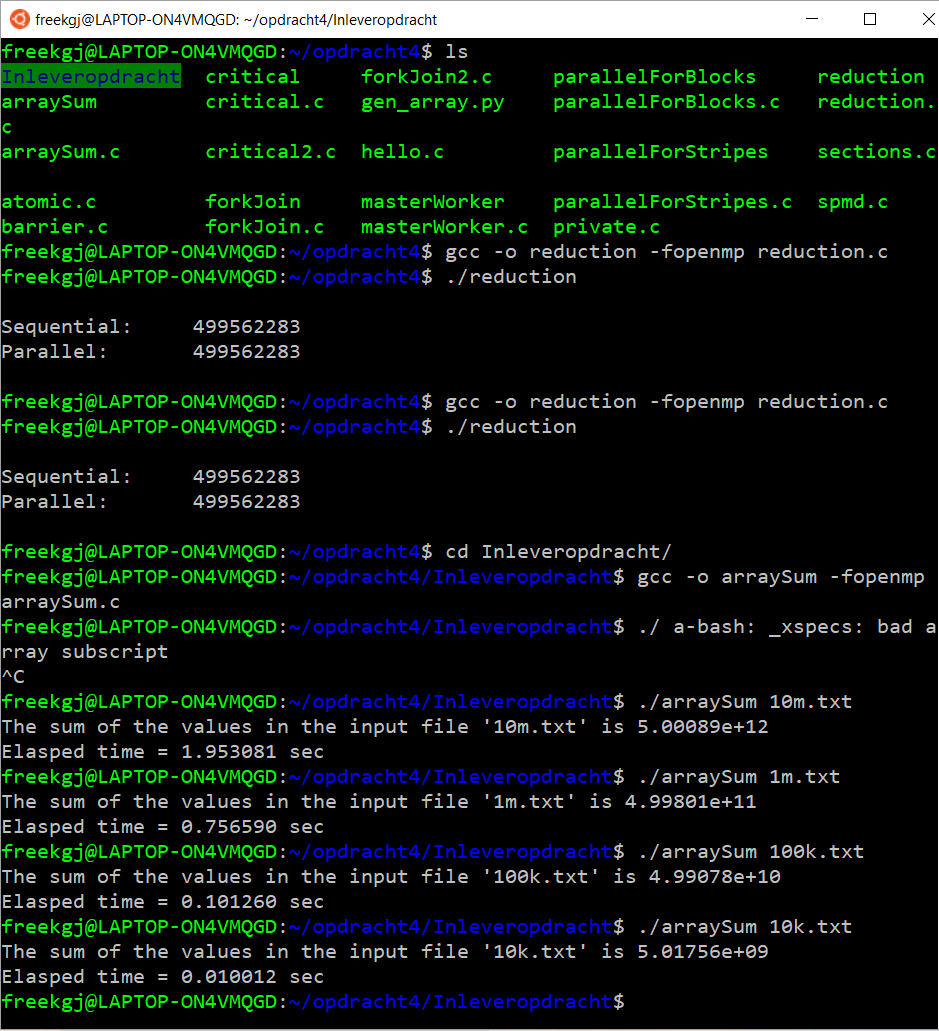 freekgj@LAPTOP-ON4VMQGD: ~/opdracht4/Inleveropdracht
freekgj@LAPTOP-ON4VMQGD:~/opdracht4$ ls
Inleveropdracht  critical     forkJoin2.c     parallelForBlocks     reduction
arraySum         critical.c   gen_array.py    parallelForBlocks.c   reduction.
c
arraySum.c       critical2.c  hello.c         parallelForStripes    sections.c
atomic.c         forkJoin     masterWorker    parallelForStripes.c  spmd.c
barrier.c        forkJoin.c   masterWorker.c  private.c
freekgj@LAPTOP-ON4VMQGD:~/opdracht4$ gcc -o reduction -fopenmp reduction.c
freekgj@LAPTOP-ON4VMQGD:~/opdracht4$ ./reduction
Sequential:     499562283
Parallel:       499562283
freekgj@LAPTOP-ON4VMQGD:~/opdracht4$ gcc -o reduction -fopenmp reduction.c
freekgj@LAPTOP-ON4VMQGD:~/opdracht4$ ./reduction
Sequential:     499562283
Parallel:       499562283
freekgj@LAPTOP-ON4VMQGD:~/opdracht4$ cd Inleveropdracht/
freekgj@LAPTOP-ON4VMQGD:~/opdracht4/Inleveropdracht$ gcc -o arraySum -fopenmp
arraySum.c
freekgj@LAPTOP-ON4VMQGD:~/opdracht4/Inleveropdracht$ ./ a-bash: _xspecs: bad a
rray subscript
^C
freekgj@LAPTOP-ON4VMQGD:~/opdracht4/Inleveropdracht$ ./arraySum 10m.txt
The sum of the values in the input file '10m.txt' is 5.00089e+12
Elasped time = 1.953081 sec
freekgj@LAPTOP-ON4VMQGD:~/opdracht4/Inleveropdracht$ ./arraySum 1m.txt
The sum of the values in the input file '1m.txt' is 4.99801e+11
Elasped time = 0.756590 sec
freekgj@LAPTOP-ON4VMQGD:~/opdracht4/Inleveropdracht$ ./arraySum 100k.txt
The sum of the values in the input file '100k.txt' is 4.99078e+10
Elasped time = 0.101260 sec
freekgj@LAPTOP-ON4VMQGD:~/opdracht4/Inleveropdracht$ ./arraySum 10k.txt
The sum of the values in the input file '10k.txt' is 5.01756e+09
Elasped time = 0.010012 sec
freekgj@LAPTOP-ON4VMQGD:~/opdracht4/Inleveropdracht$